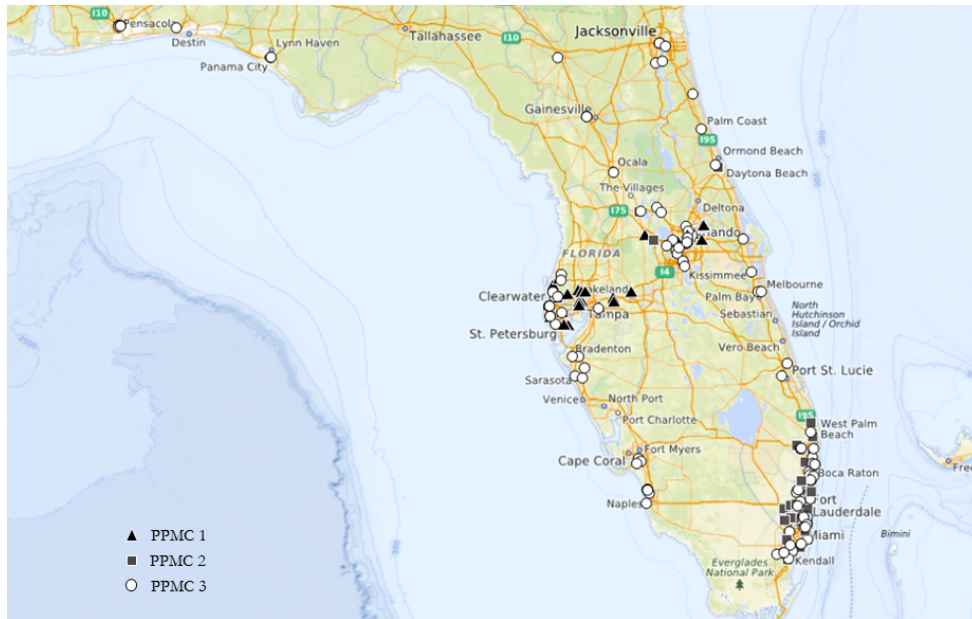 I10
Pensacola
Destin
Lynn Haven
Panama City
Tallahassee
I10
Jacksonville
Gainesville
Palm Coast
I95
Ormond Beach
Daytona Beach
Ocala
The Villages
I75
Deltona
FLORIDA
I4
Kissimmee
Melbourne
Palm Bay
Sebastian
North
Hutchinson
Island / Orchid
Island
Clearwater
Tampa
St. Petersburg
Vero Beach
Bradenton
Port St. Lucie
Sarasota
Venice
North Port
Port Charlotte
I95
West Palm
Beach
Cape Coral
Fort Myers
Boca Raton
Naples
Fort
Lauderdale
Miami
Bimini
Kendall
Everglades
National Park
PPMC 1
PPMC 2
PPMC 3